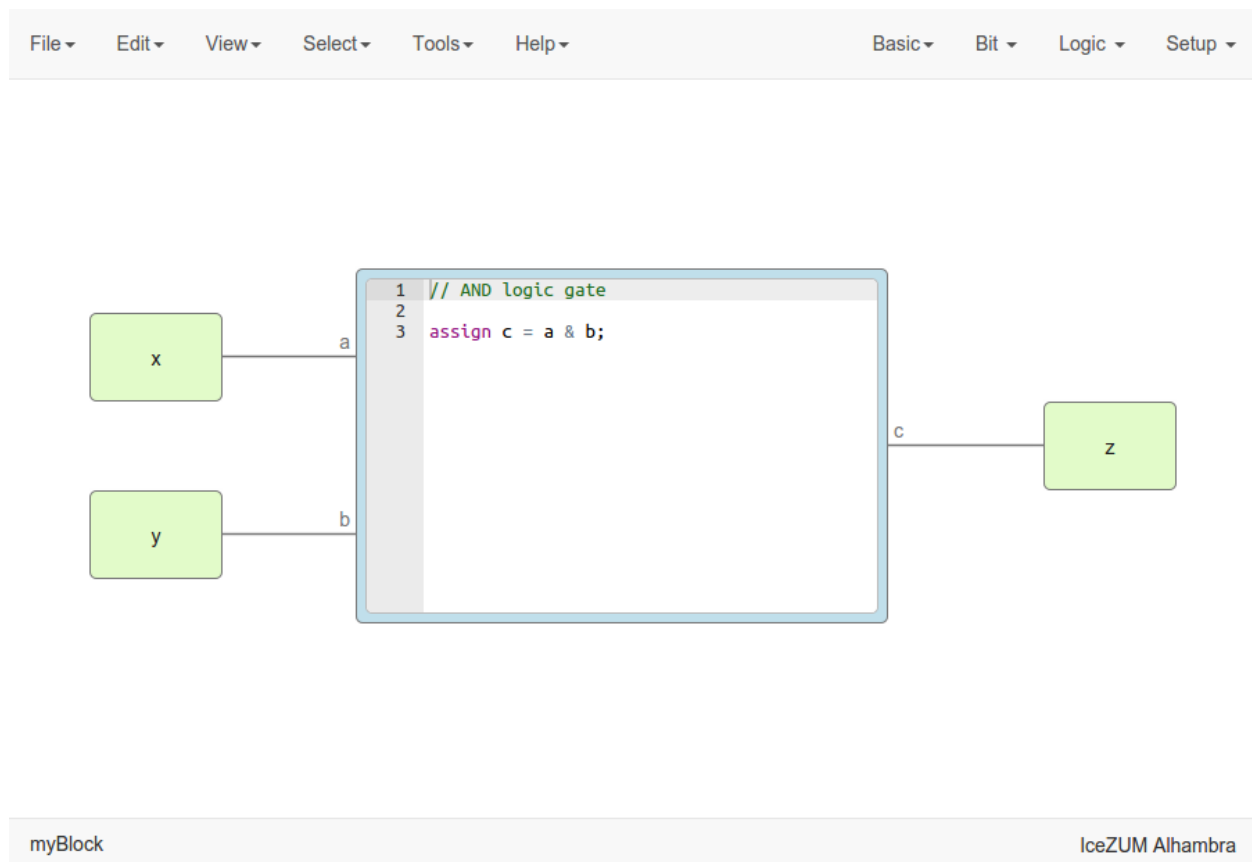 File Edit View Select Tools Help Basic Bit Logic Setup
1 // AND logic gate
2
3 assign c = a & b;
x
a
y
b
c
z
myBlock IceZUM Alhambra